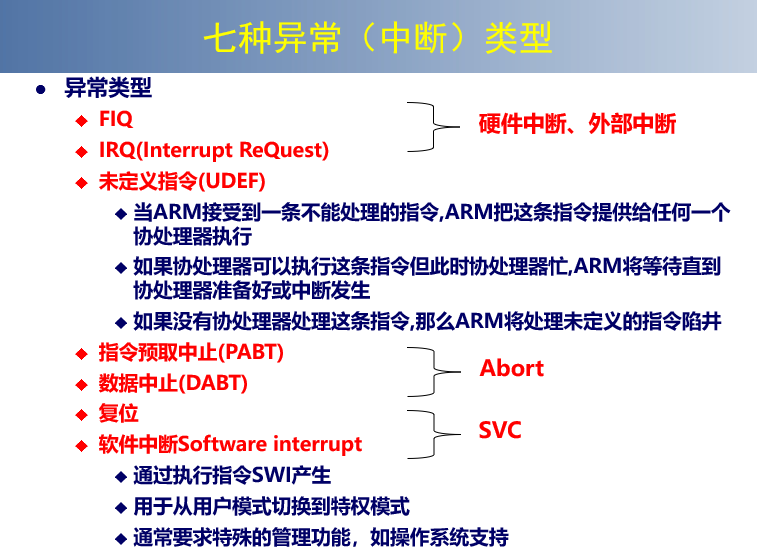 七种异常（中断）类型
异常类型
FIQ
硬件中断、外部中断
IRQ(Interrupt ReQuest)
未定义指令(UDEF)
当ARM接受到一条不能处理的指令,ARM把这条指令提供给任何一个
协处理器执行
如果协处理器可以执行这条指令但此时协处理器忙,ARM将等待直到
协处理器准备好或中断发生
如果没有协处理器处理这条指令,那么ARM将处理未定义的指令陷井
指令预取中止(PABT)
Abort
数据中止(DABT)
复位
SVC
软件中断Software interrupt
通过执行指令SWI产生
用于从用户模式切换到特权模式
通常要求特殊的管理功能，如操作系统支持